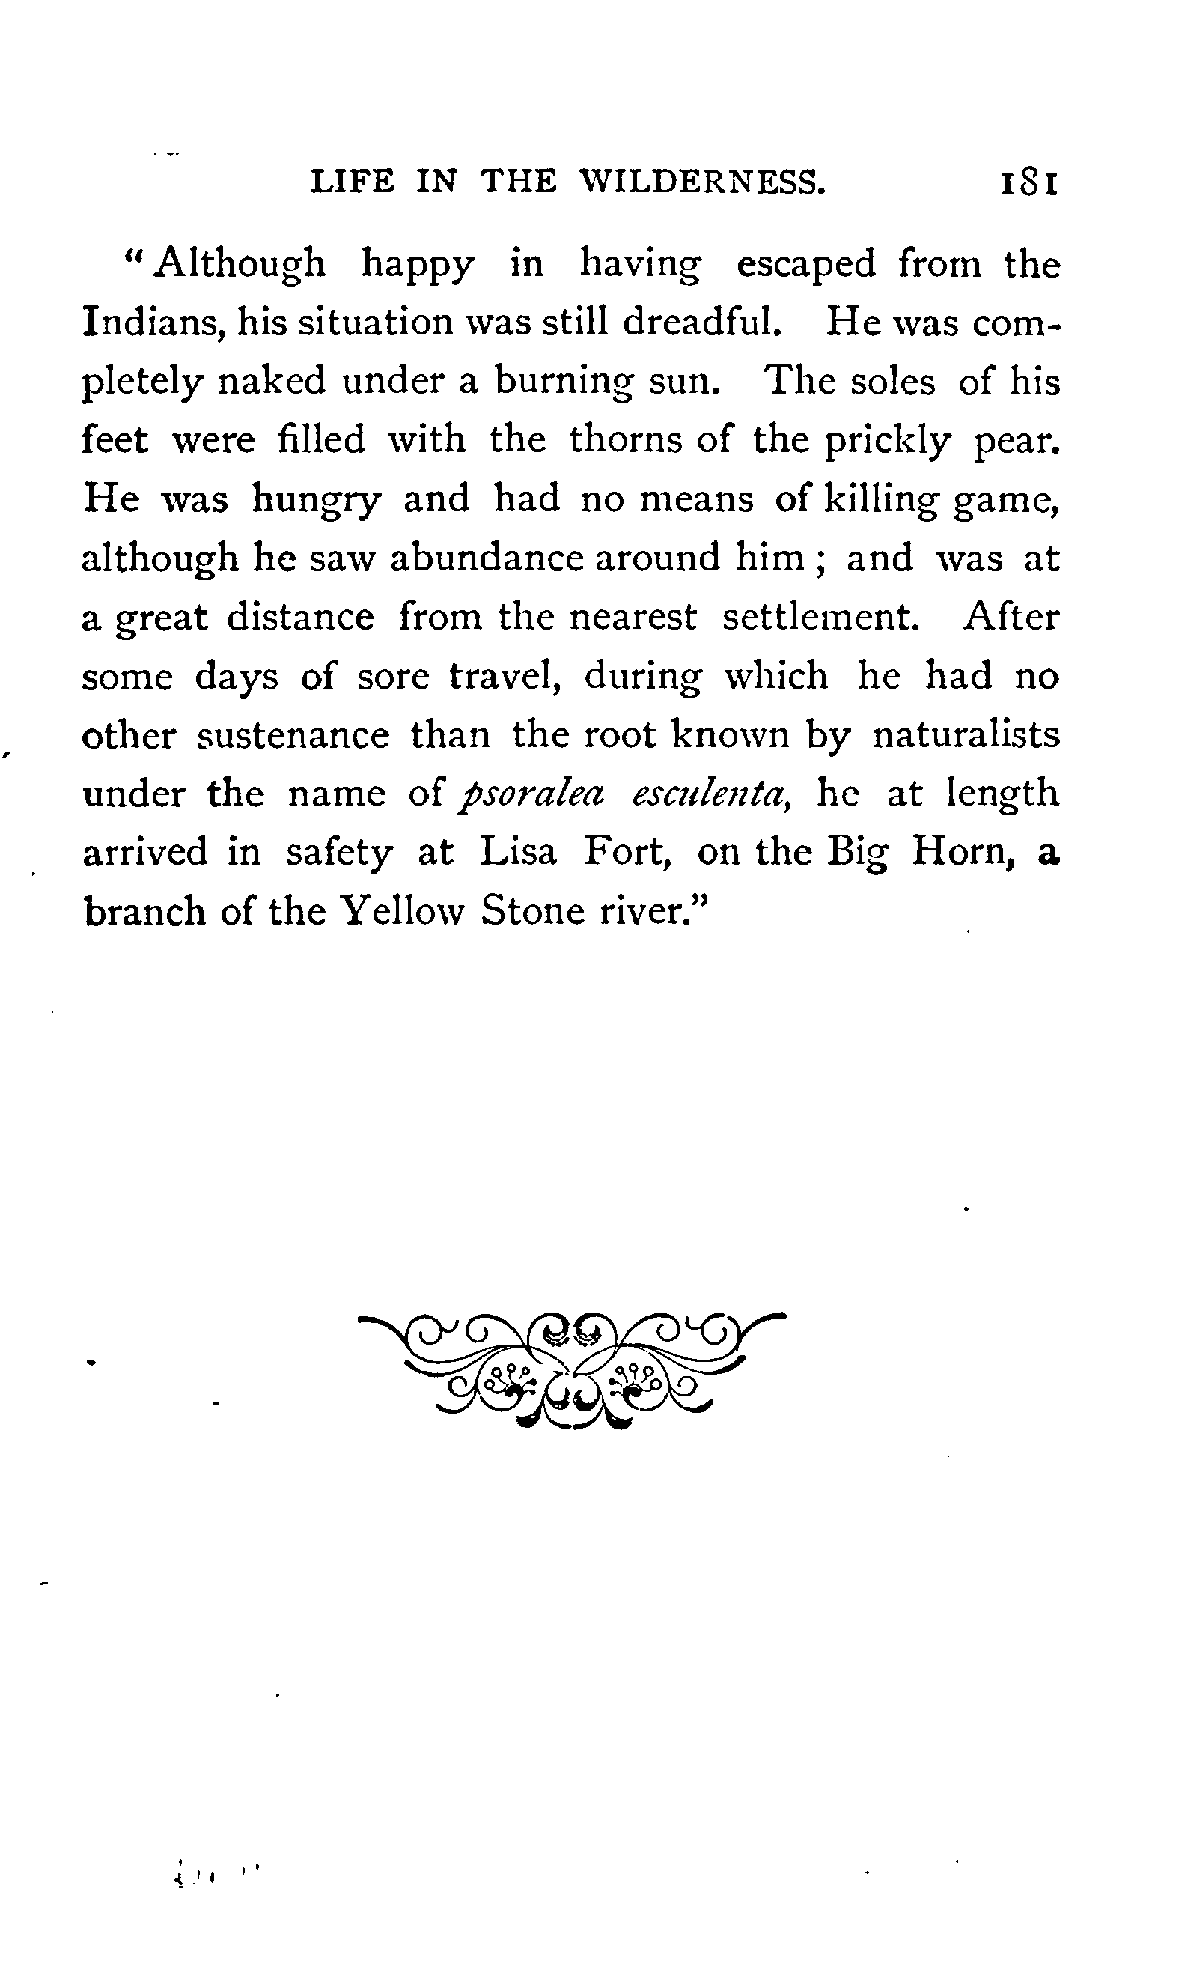 LIFE IN THE WILDERNESS. 181
“Although happy in having escaped from the
Indians, his situation was still dreadful. He was com-
pletely naked under a burning sun. The soles of his
feet were filled with the thorns of the prickly pear.
He was hungry and had no means of killing game,
although he saw abundance around him ; and was at
a great distance from the nearest settlement. After
some days of sore travel, during which he had no
other sustenance than the root known by naturalists
under the name of psoralea esculenta, he at length
arrived in safety at Lisa Fort, on the Big Horn, a
branch of the Yellow Stone river.”